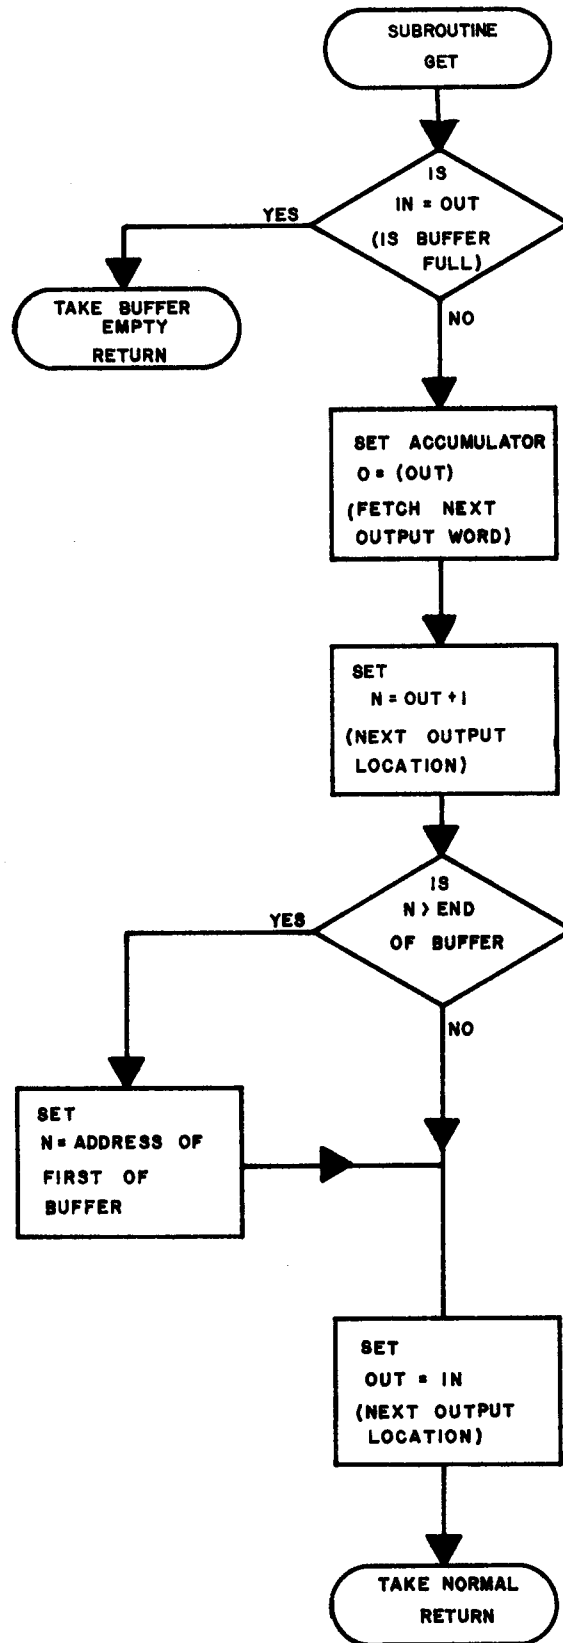 SUBROUTINE
GET
IS
IN = OUT
(IS BUFFER
FULL)
YES
NO
TAKE BUFFER
EMPTY
RETURN
SET ACCUMULATOR
O = (OUT)
(FETCH NEXT
OUTPUT WORD)
SET
N = OUT + 1
(NEXT OUTPUT
LOCATION)
IS
N > END
OF BUFFER
YES
NO
SET
N = ADDRESS OF
FIRST OF
BUFFER
SET
OUT = IN
(NEXT OUTPUT
LOCATION)
TAKE NORMAL
RETURN